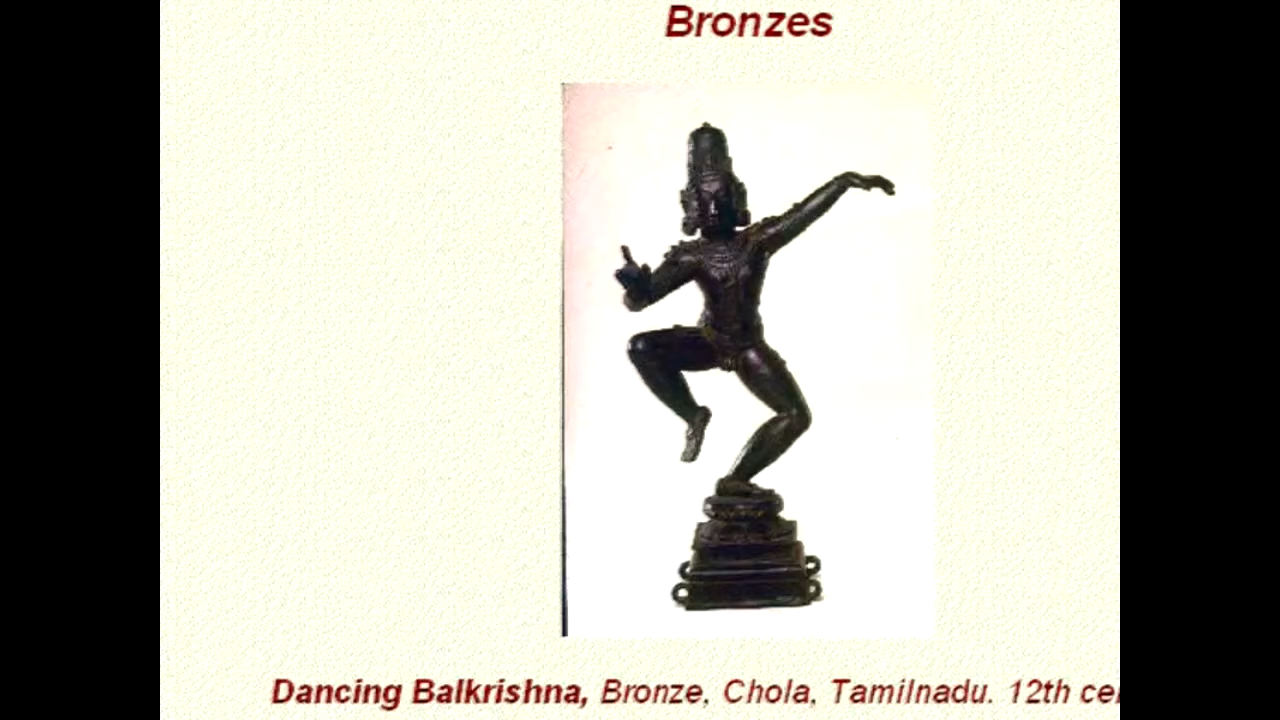 Bronzes
Dancing Balkrishna, Bronze, Chola, Tamilnadu. 12th